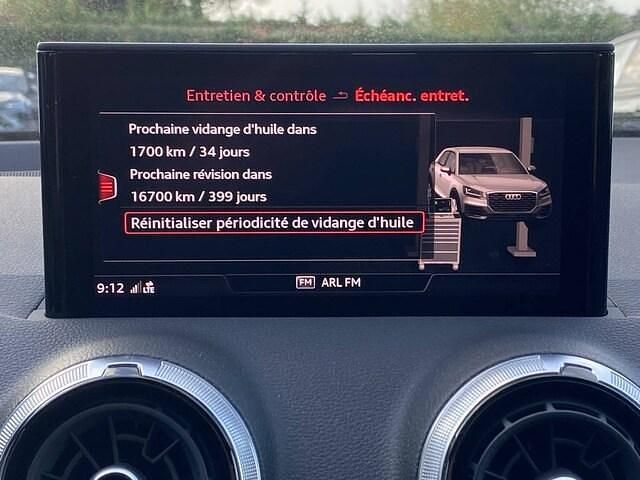 Entretien & contrôle Échéanc. entret.
Prochaine vidange d'huile dans
1700 km / 34 jours
Prochaine révision dans
16700 km / 399 jours
Réinitialiser périodicité de vidange d'huile
9:12 LTE FM ARL FM